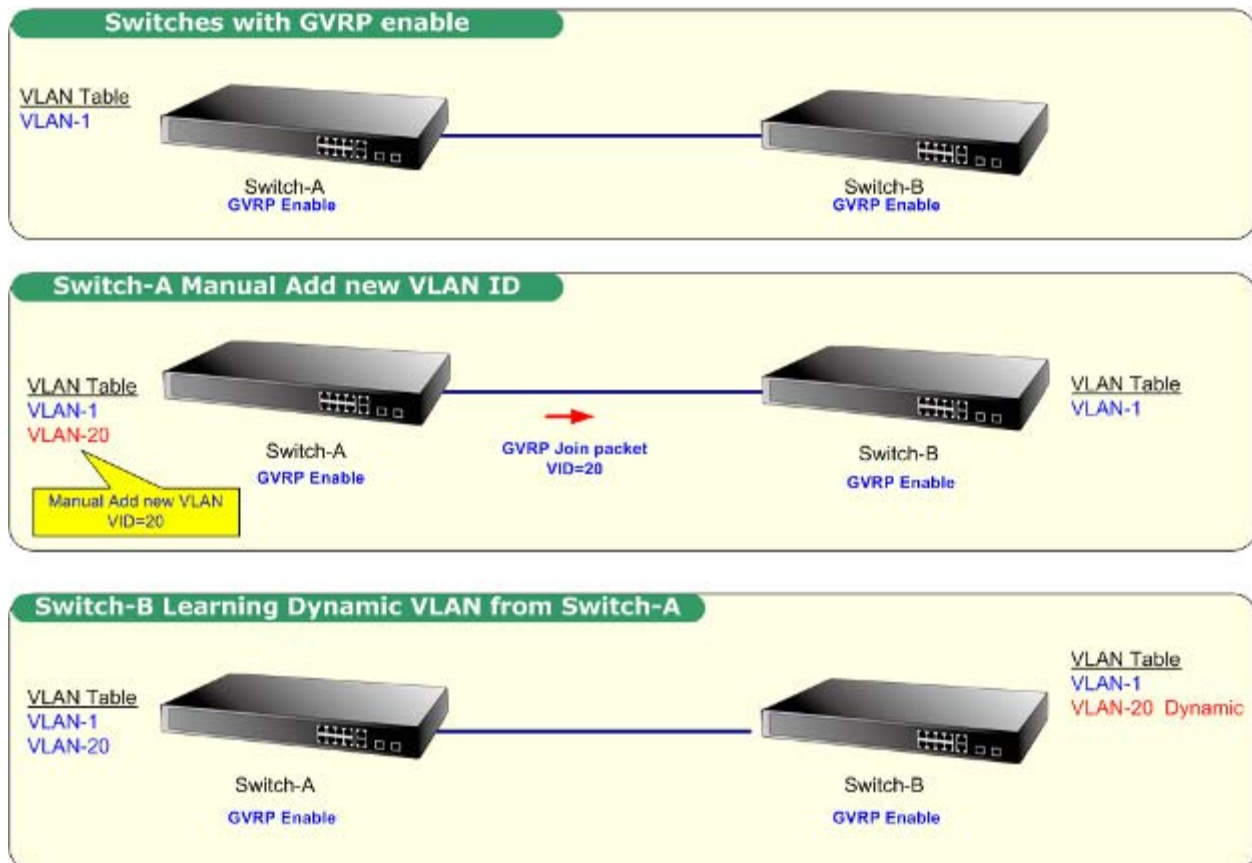 Switches with GVRP enable
VLAN Table
VLAN-1
Switch-A
GVRP Enable
Switch-B
GVRP Enable
Switch-A Manual Add new VLAN ID
VLAN Table
VLAN-1
VLAN-20
Manual Add new VLAN
VID=20
Switch-A
GVRP Enable
GVRP Join packet
VID=20
Switch-B
GVRP Enable
VLAN Table
VLAN-1
Switch-B Learning Dynamic VLAN from Switch-A
VLAN Table
VLAN-1
VLAN-20
Switch-A
GVRP Enable
Switch-B
GVRP Enable
VLAN Table
VLAN-1
VLAN-20 Dynamic